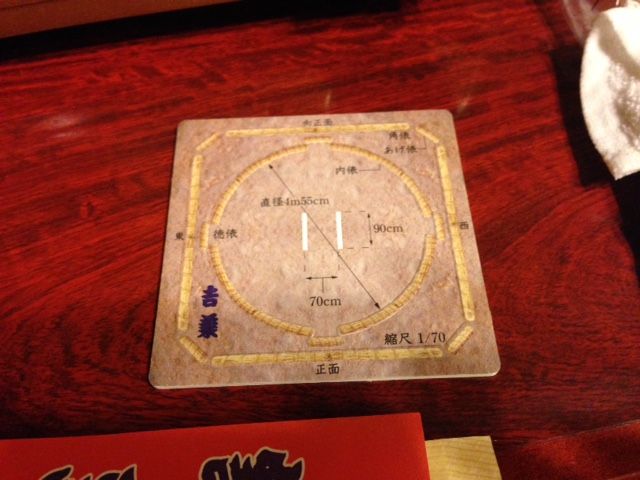 向正面
角俵
あげ俵
内俵
直径4m55cm
東
徳俵
西
90cm
70cm
吉兼
縮尺 1/70
正面